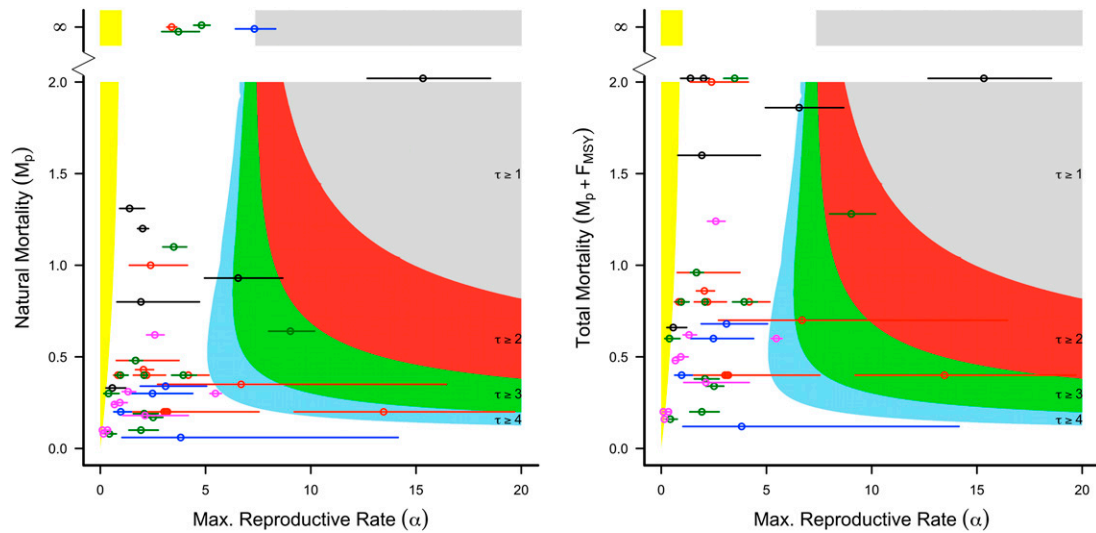 ∞
2.0
1.5
1.0
0.5
0.0
Natural Mortality (Mp)
τ ≥ 1
τ ≥ 2
τ ≥ 3
τ ≥ 4
0 5 10 15 20
Max. Reproductive Rate (α)
∞
2.0
1.5
1.0
0.5
0.0
Total Mortality (Mp + FMSY)
τ ≥ 1
τ ≥ 2
τ ≥ 3
τ ≥ 4
0 5 10 15 20
Max. Reproductive Rate (α)